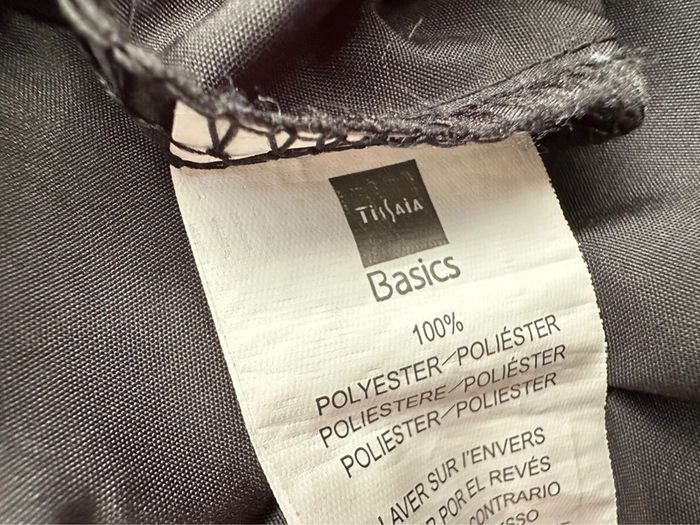 TISSAIA
Basics
100%
POLYESTER/POLIÉSTER
POLIESTERE/POLIÉSTER
POLIESTER/POLIESTER
LAVER SUR l'ENVERS
POR EL REVÉS
CONTRARIO